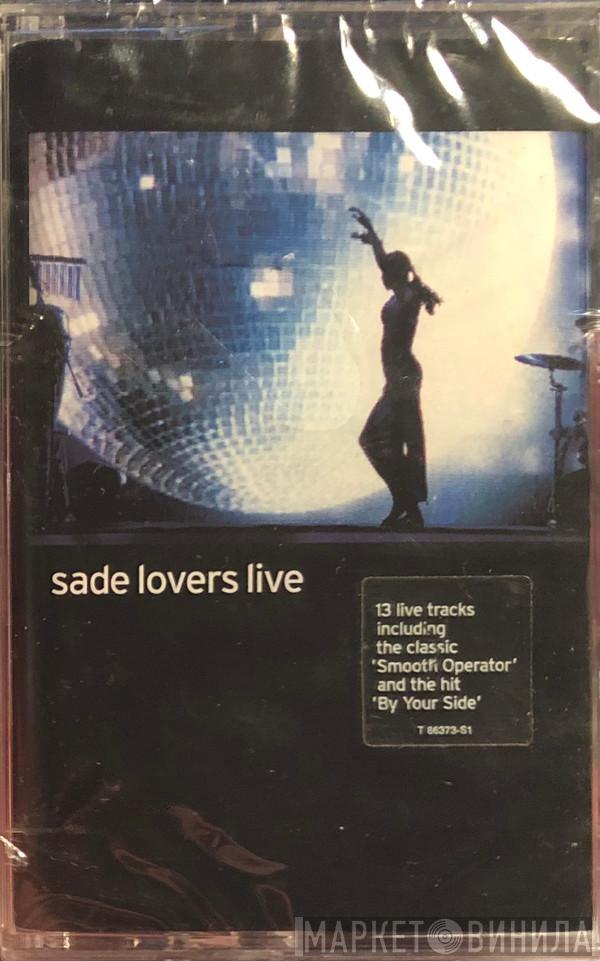 sade lovers live
13 live tracks
including
the classic
'Smooth Operator'
and the hit
'By Your Side'
T 86373-S1
МАРКЕТ ВИНИЛА